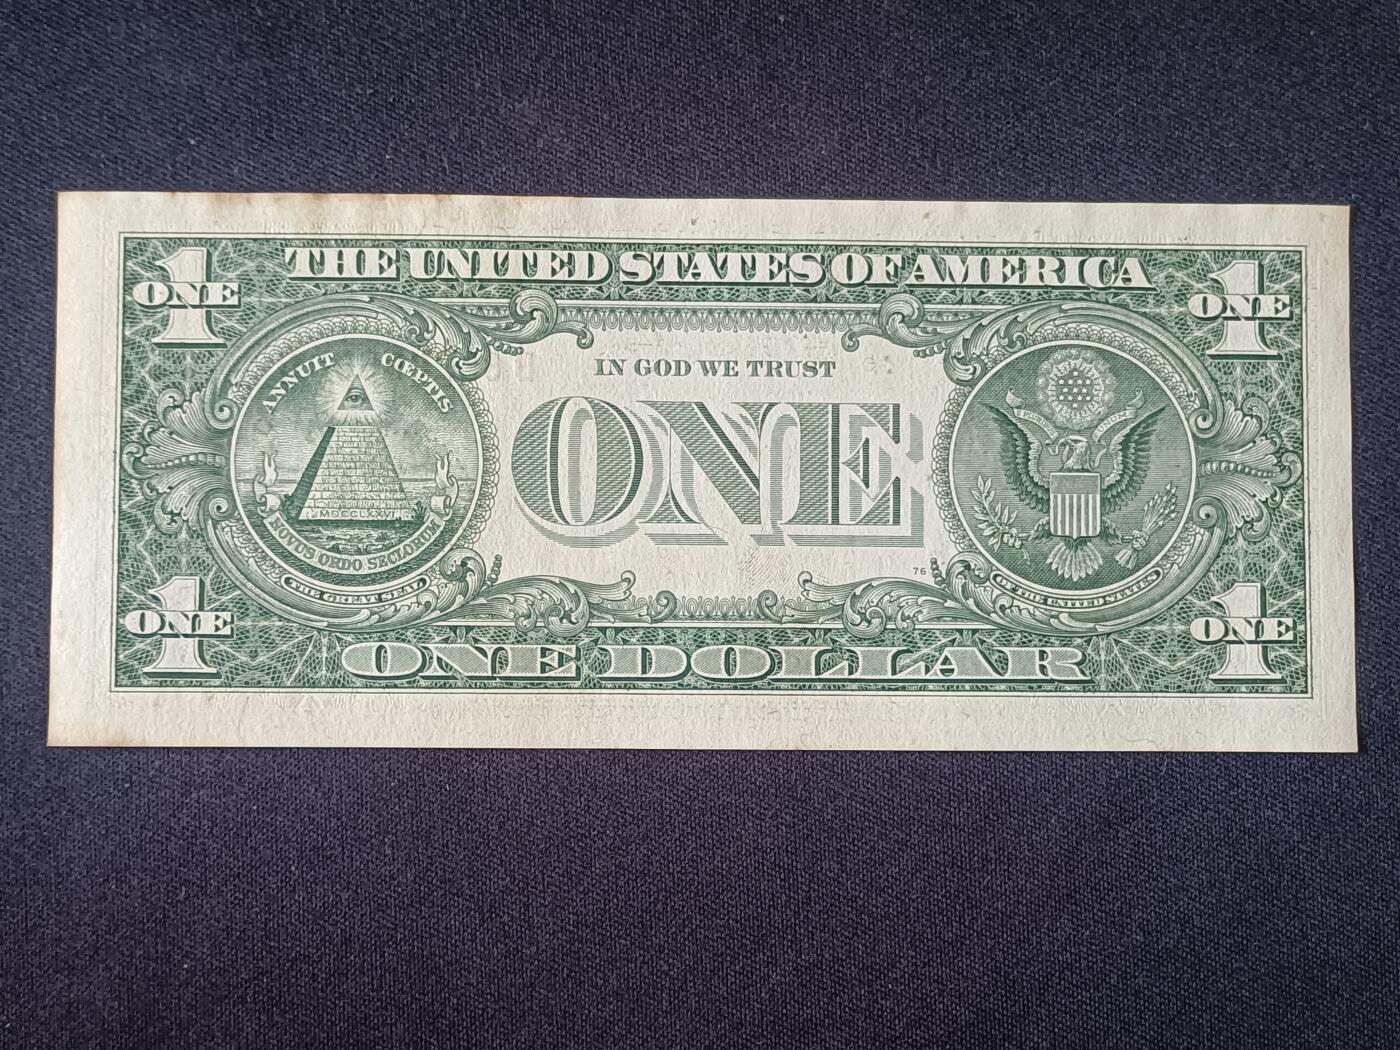 THE UNITED STATES OF AMERICA
1
ONE
1
ONE
IN GOD WE TRUST
ANNUIT CŒPTIS
ONE
MDCCLXXVI
NOVUS ORDO SECLORUM
THE GREAT SEAL
OF THE UNITED STATES
76
1
ONE
1
ONE
ONE DOLLAR